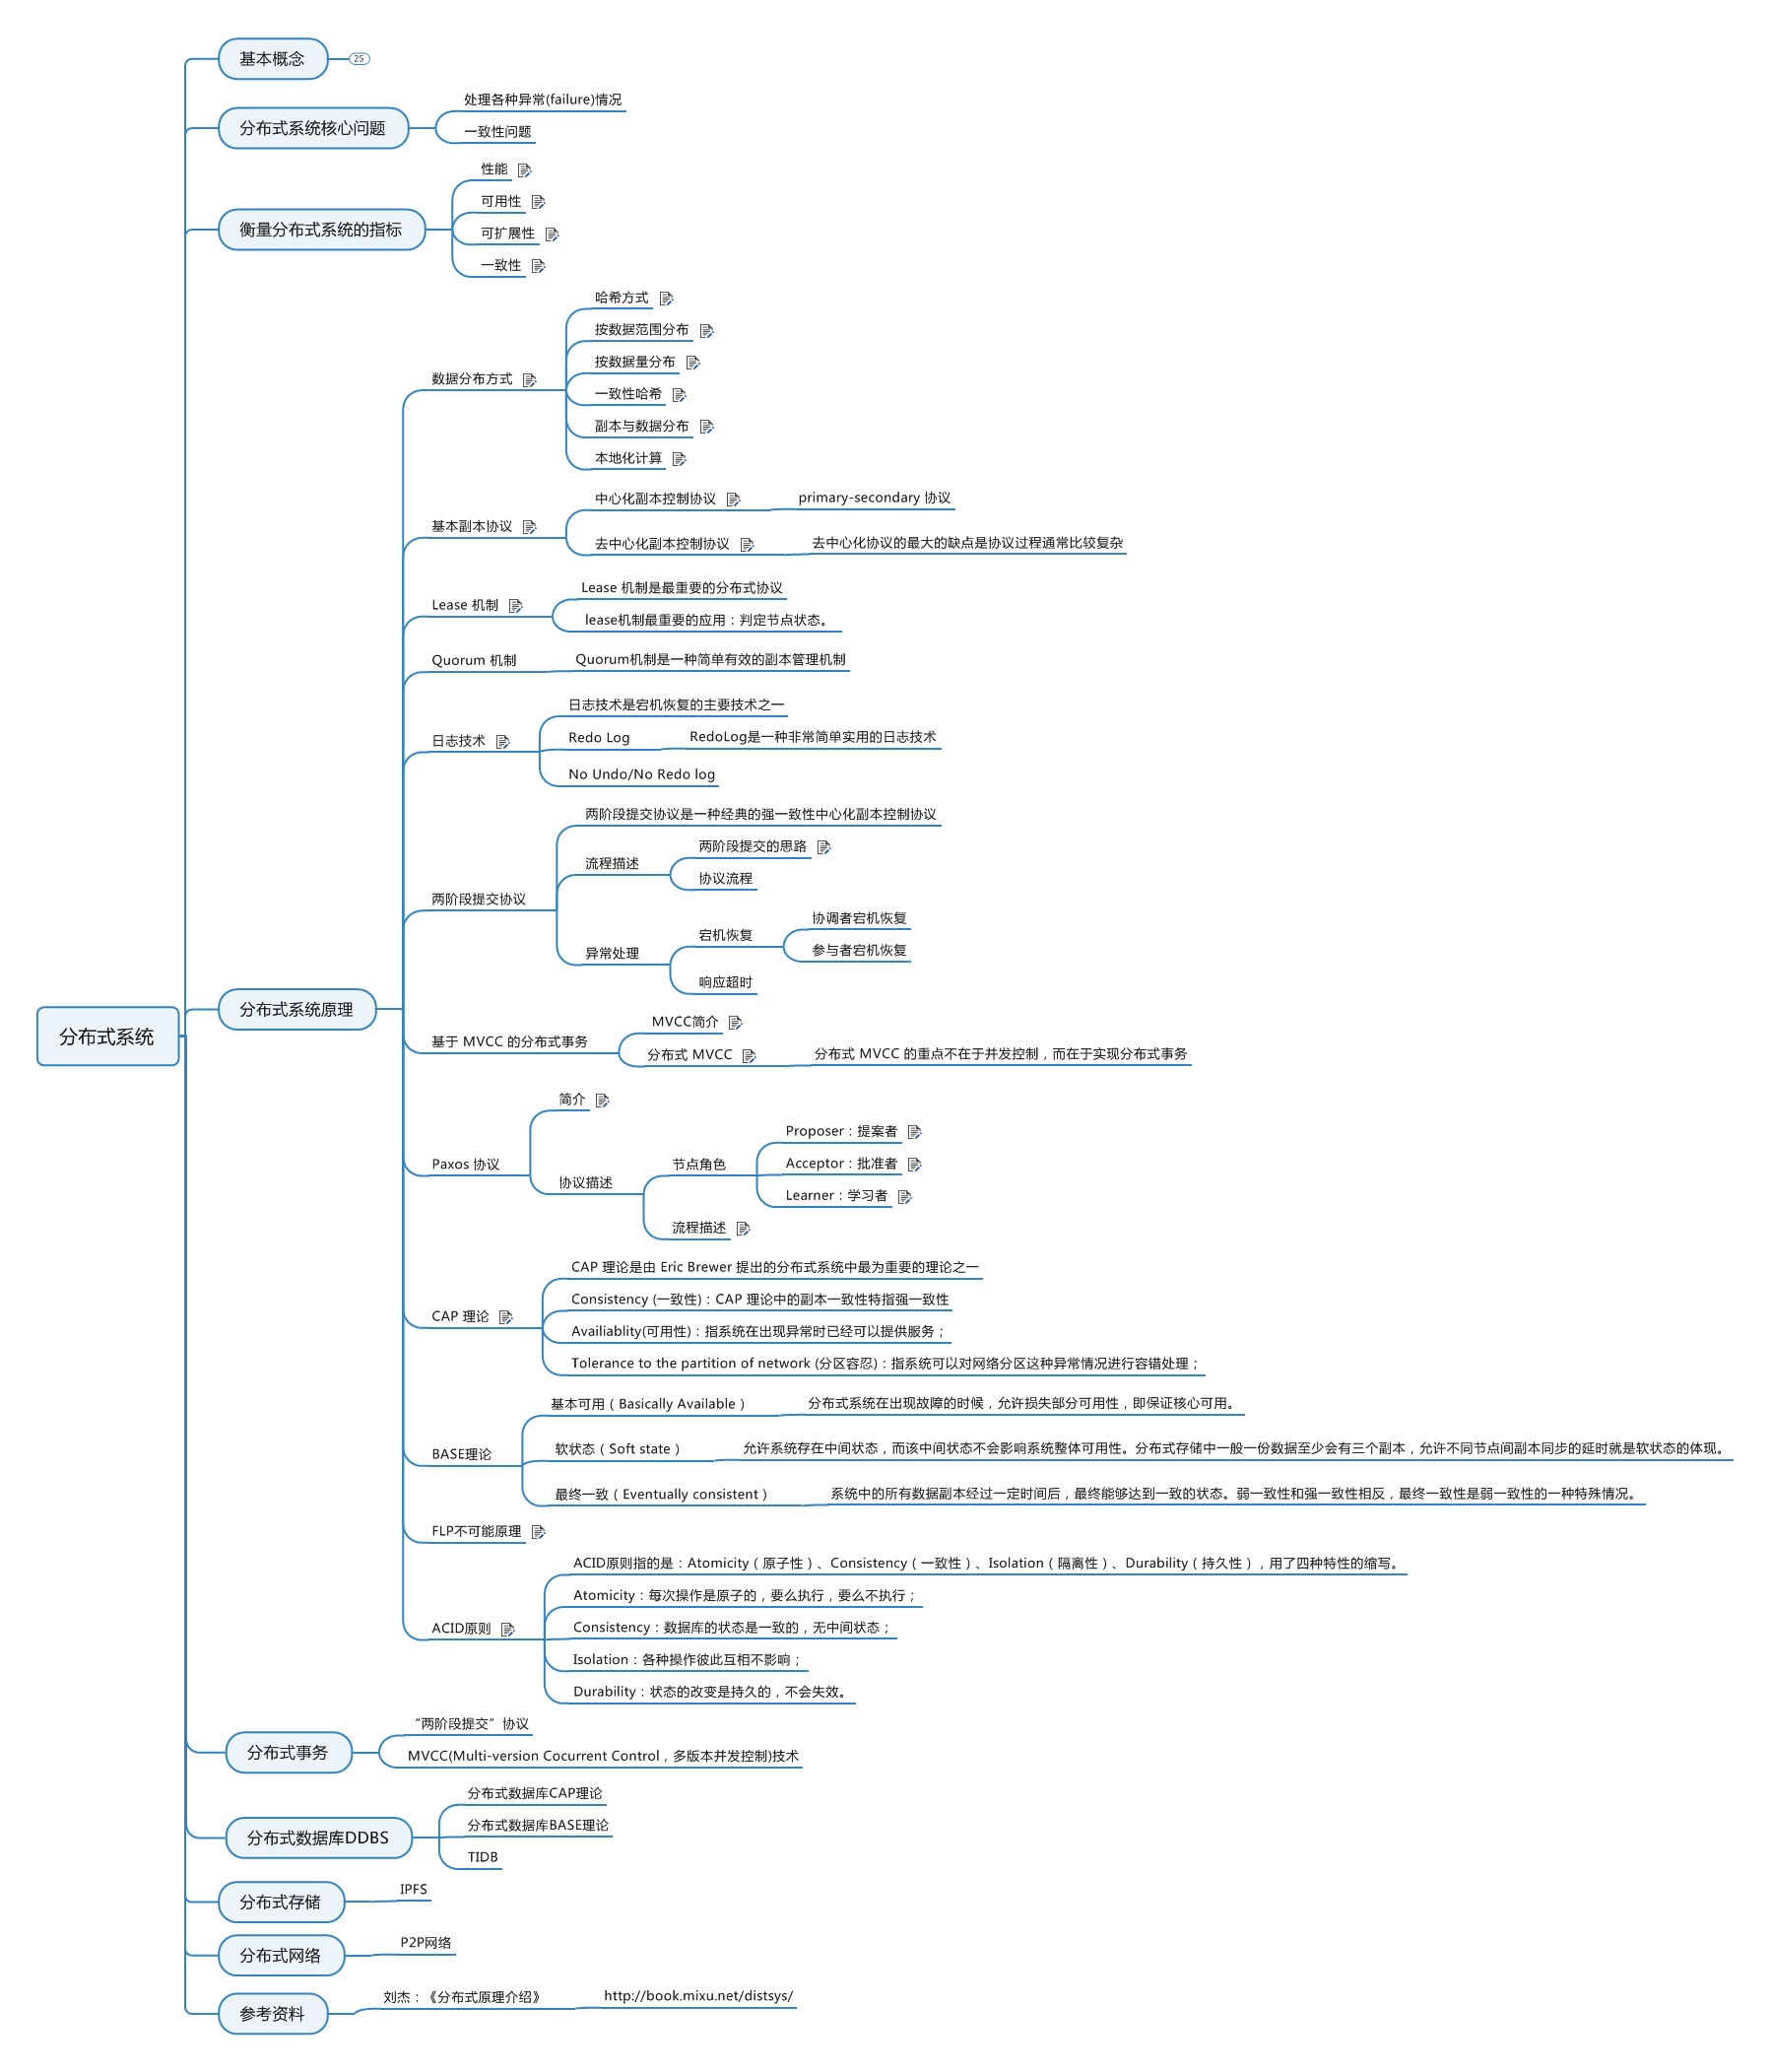 分布式系统
基本概念
25
分布式系统核心问题
处理各种异常(failure)情况
一致性问题
衡量分布式系统的指标
性能
可用性
可扩展性
一致性
分布式系统原理
数据分布方式
哈希方式
按数据范围分布
按数据量分布
一致性哈希
副本与数据分布
本地化计算
基本副本协议
中心化副本控制协议
primary-secondary 协议
去中心化副本控制协议
去中心化协议的最大的缺点是协议过程通常比较复杂
Lease 机制
Lease 机制是最重要的分布式协议
lease机制最重要的应用：判定节点状态。
Quorum 机制
Quorum机制是一种简单有效的副本管理机制
日志技术
日志技术是宕机恢复的主要技术之一
Redo Log
RedoLog是一种非常简单实用的日志技术
No Undo/No Redo log
两阶段提交协议
两阶段提交协议是一种经典的强一致性中心化副本控制协议
流程描述
两阶段提交的思路
协议流程
异常处理
宕机恢复
协调者宕机恢复
参与者宕机恢复
响应超时
基于 MVCC 的分布式事务
MVCC简介
分布式 MVCC
分布式 MVCC 的重点不在于并发控制，而在于实现分布式事务
Paxos 协议
简介
协议描述
节点角色
Proposer：提案者
Acceptor：批准者
Learner：学习者
流程描述
CAP 理论
CAP 理论是由 Eric Brewer 提出的分布式系统中最为重要的理论之一
Consistency (一致性)：CAP 理论中的副本一致性特指强一致性
Availiablity(可用性)：指系统在出现异常时已经可以提供服务；
Tolerance to the partition of network (分区容忍)：指系统可以对网络分区这种异常情况进行容错处理；
BASE理论
基本可用（Basically Available）
分布式系统在出现故障的时候，允许损失部分可用性，即保证核心可用。
软状态（Soft state）
允许系统存在中间状态，而该中间状态不会影响系统整体可用性。分布式存储中一般一份数据至少会有三个副本，允许不同节点间副本同步的延时就是软状态的体现。
最终一致（Eventually consistent）
系统中的所有数据副本经过一定时间后，最终能够达到一致的状态。弱一致性和强一致性相反，最终一致性是弱一致性的一种特殊情况。
FLP不可能原理
ACID原则
ACID原则指的是：Atomicity（原子性）、Consistency（一致性）、Isolation（隔离性）、Durability（持久性），用了四种特性的缩写。
Atomicity：每次操作是原子的，要么执行，要么不执行；
Consistency：数据库的状态是一致的，无中间状态；
Isolation：各种操作彼此互相不影响；
Durability：状态的改变是持久的，不会失效。
分布式事务
“两阶段提交”协议
MVCC(Multi-version Cocurrent Control，多版本并发控制)技术
分布式数据库DDBS
分布式数据库CAP理论
分布式数据库BASE理论
TIDB
分布式存储
IPFS
分布式网络
P2P网络
参考资料
刘杰：《分布式原理介绍》
http://book.mixu.net/distsys/